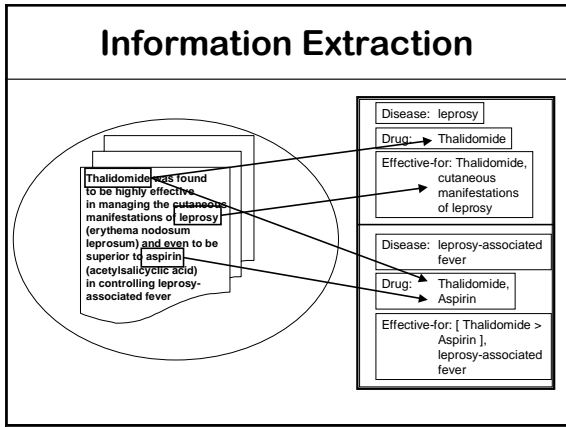 Information Extraction
Thalidomide was found
to be highly effective
in managing the cutaneous
manifestations of leprosy
(erythema nodosum
leprosum) and even to be
superior to aspirin
(acetylsalicyclic acid)
in controlling leprosy-
associated fever
Disease: leprosy
Drug: Thalidomide
Effective-for: Thalidomide,
cutaneous
manifestations
of leprosy
Disease: leprosy-associated
fever
Drug: Thalidomide,
Aspirin
Effective-for: [ Thalidomide >
Aspirin ],
leprosy-associated
fever